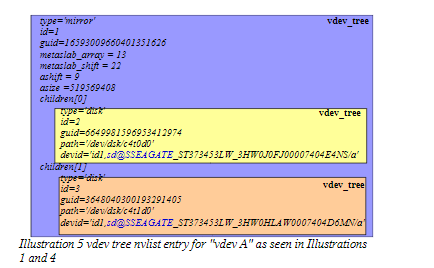 type='mirror' vdev_tree
id=1
guid=16593009660401351626
metaslab_array = 13
metaslab_shift = 22
ashift = 9
asize =519569408
children[0]
type='disk' vdev_tree
id=2
guid=6649981596953412974
path='/dev/dsk/c4t0d0'
devid='id1,sd@SSEAGATE_ST373453LW_3HW0J0FJ00007404E4NS/a'
children[1]
type='disk'
id=3 vdev_tree
guid=3648040300193291405
path='/dev/dsk/c4t1d0'
devid='id1,sd@SSEAGATE_ST373453LW_3HW0HLAW0007404D6MN/a'
Illustration 5 vdev tree nvlist entry for "vdev A" as seen in Illustrations
1 and 4